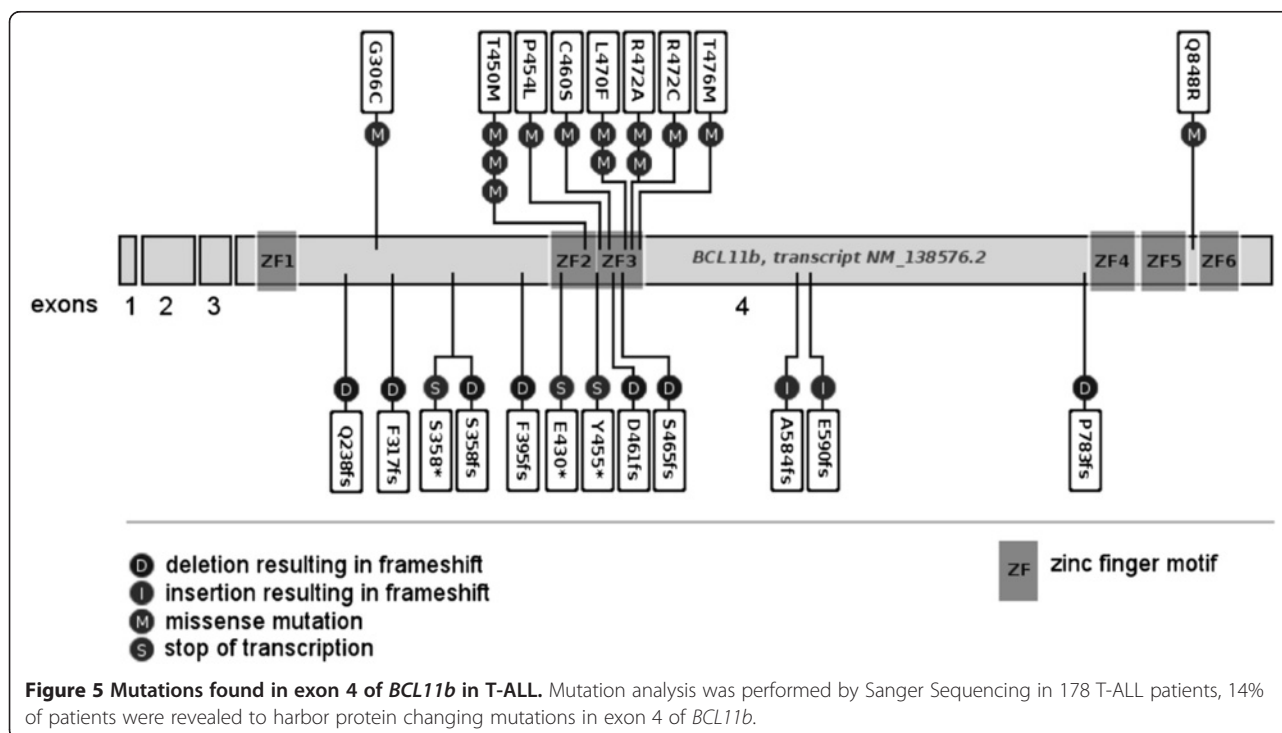 G306C
T450M
P454L
C460S
L470F
R472A
R472C
T476M
Q848R
M M M M M M M M
M M M M
M
ZF1 ZF2 ZF3 BCL11b, transcript NM_138576.2 ZF4 ZF5 ZF6
exons 1 2 3 4
D D S D D S S D D I I D
Q238fs
F317fs
S358*
S358fs
F395fs
E430*
Y455*
D461fs
S465fs
A584fs
E590fs
P783fs
D deletion resulting in frameshift
I insertion resulting in frameshift
M missense mutation
S stop of transcription
ZF zinc finger motif
Figure 5 Mutations found in exon 4 of BCL11b in T-ALL. Mutation analysis was performed by Sanger Sequencing in 178 T-ALL patients, 14%
of patients were revealed to harbor protein changing mutations in exon 4 of BCL11b.